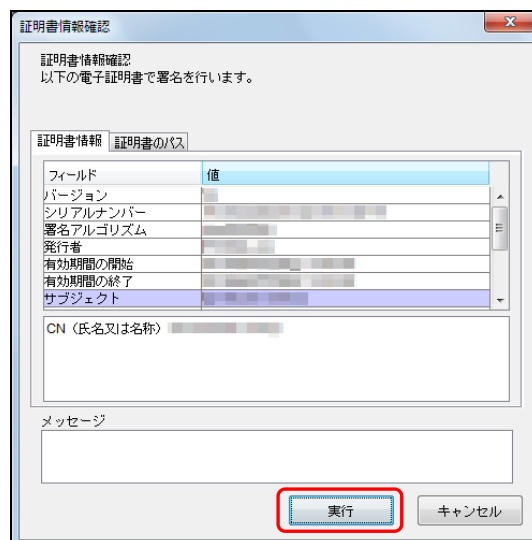 証明書情報確認
証明書情報確認
以下の電子証明書で署名を行います。
証明書情報 証明書のパス
フィールド 値
バージョン
シリアルナンバー
署名アルゴリズム
発行者
有効期間の開始
有効期間の終了
サブジェクト
CN（氏名又は名称）
メッセージ
実行 キャンセル